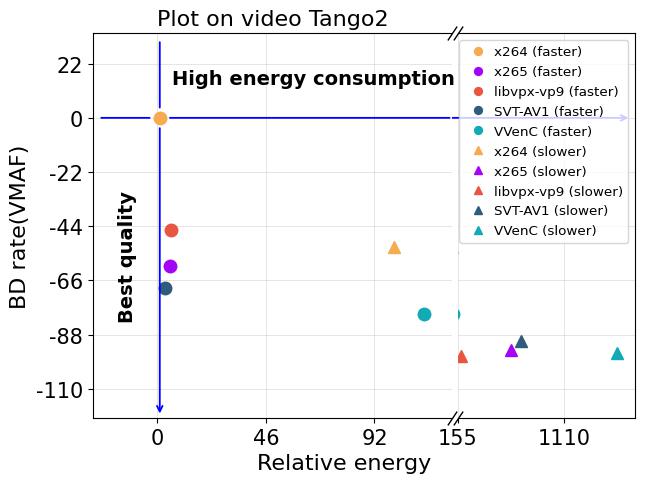 Plot on video Tango2
High energy consumption
Best quality
BD rate(VMAF)
22
0
-22
-44
-66
-88
-110
x264 (faster)
x265 (faster)
libvpx-vp9 (faster)
SVT-AV1 (faster)
VVenC (faster)
x264 (slower)
x265 (slower)
libvpx-vp9 (slower)
SVT-AV1 (slower)
VVenC (slower)
0 46 92 155 1110
Relative energy